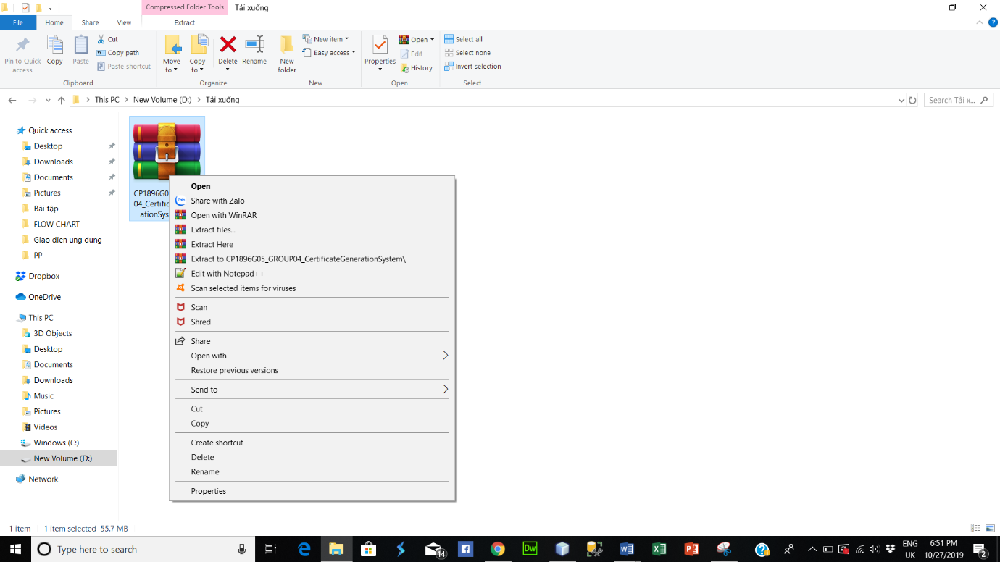 Compressed Folder Tools
Tải xuống
File
Home
Share
View
Extract
Pin to Quick access
Copy
Paste
Cut
Copy path
Paste shortcut
Clipboard
Move to
Copy to
Delete
Rename
Organize
New folder
New item
Easy access
New
Properties
Open
Edit
History
Open
Select all
Select none
Invert selection
Select
This PC
New Volume (D:)
Tải xuống
Search Tải x...
Quick access
Desktop
Downloads
Documents
Pictures
Bài tập
FLOW CHART
Giao dien ung dung
PP
Dropbox
OneDrive
This PC
3D Objects
Desktop
Documents
Downloads
Music
Pictures
Videos
Windows (C:)
New Volume (D:)
Network
CP1896G0
04_Certific
ationSys
Open
Zalo
Share with Zalo
Open with WinRAR
Extract files...
Extract Here
Extract to CP1896G05_GROUP04_CertificateGenerationSystem\
Edit with Notepad++
Scan selected items for viruses
Scan
Shred
Share
Open with
Restore previous versions
Send to
Cut
Copy
Create shortcut
Delete
Rename
Properties
1 item
1 item selected 55.7 MB
Type here to search
14
Dw
ENG
UK
6:51 PM
10/27/2019
2